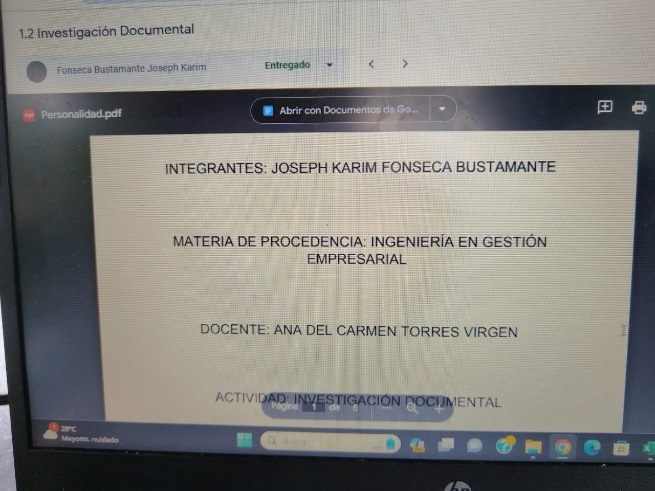 1.2 Investigación Documental
Fonseca Bustamante Joseph Karim
Entregado
Personalidad.pdf
Abrir con Documentos de Go...
INTEGRANTES: JOSEPH KARIM FONSECA BUSTAMANTE
MATERIA DE PROCEDENCIA: INGENIERÍA EN GESTIÓN
EMPRESARIAL
DOCENTE: ANA DEL CARMEN TORRES VIRGEN
ACTIVIDAD: INVESTIGACIÓN DOCUMENTAL
Página 1 de 6
28°C
Mayorm. nublado
Buscar
hp